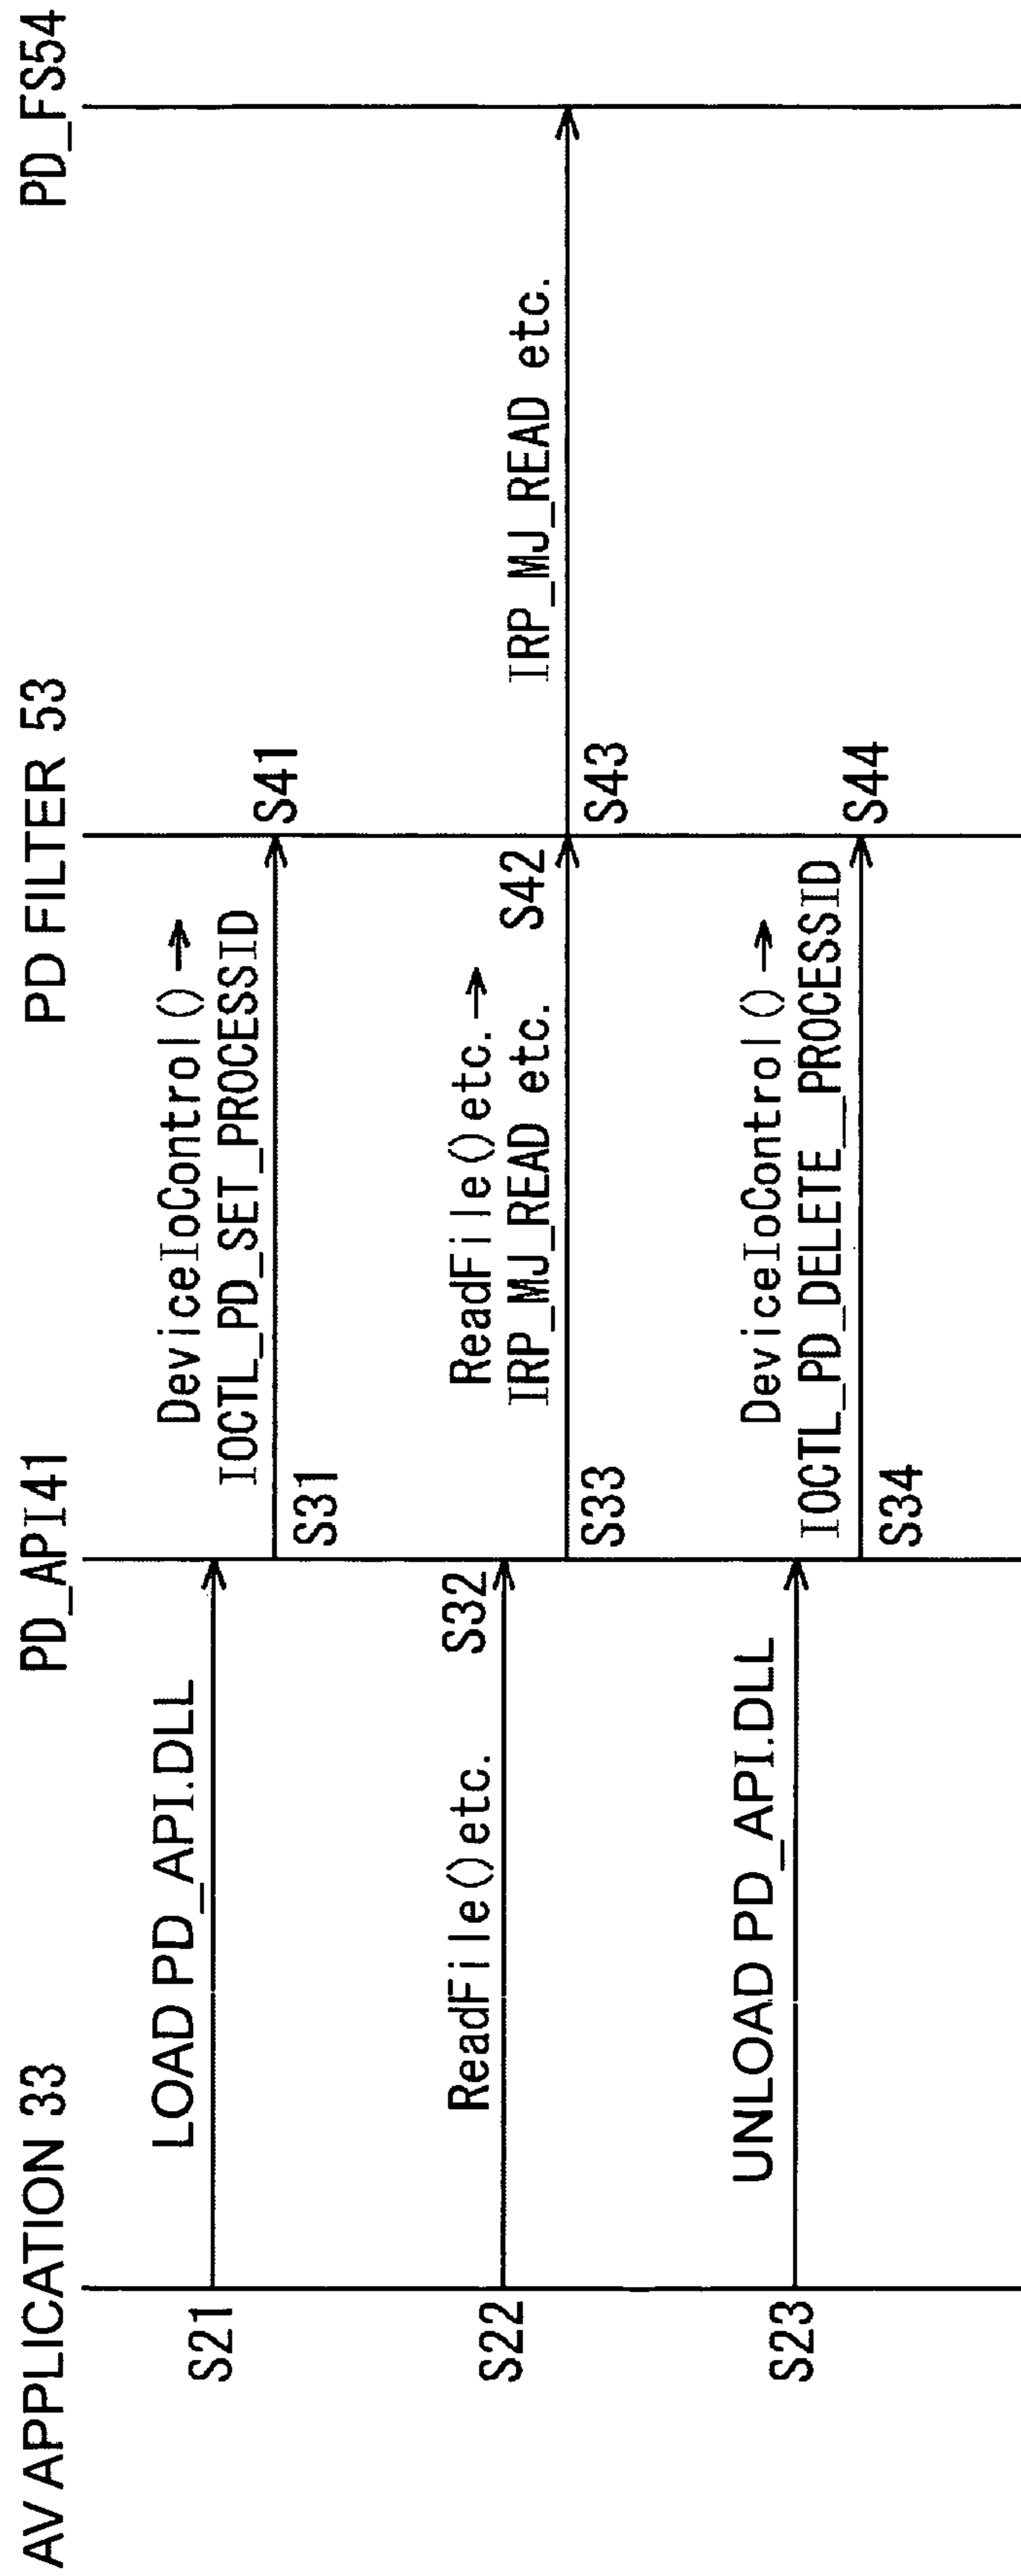 AV APPLICATION 33
PD_API41
PD FILTER 53
PD_FS54
S21
LOAD PD_API.DLL
DeviceIoControl() →
IOCTL_PD_SET_PROCESSID
S31
S41
S22
ReadFile()etc.
S32
ReadFile()etc. →
IRP_MJ_READ etc.
S42
S33
S43
IRP_MJ_READ etc.
S23
UNLOAD PD_API.DLL
DeviceIoControl() →
IOCTL_PD_DELETE_PROCESSID
S34
S44